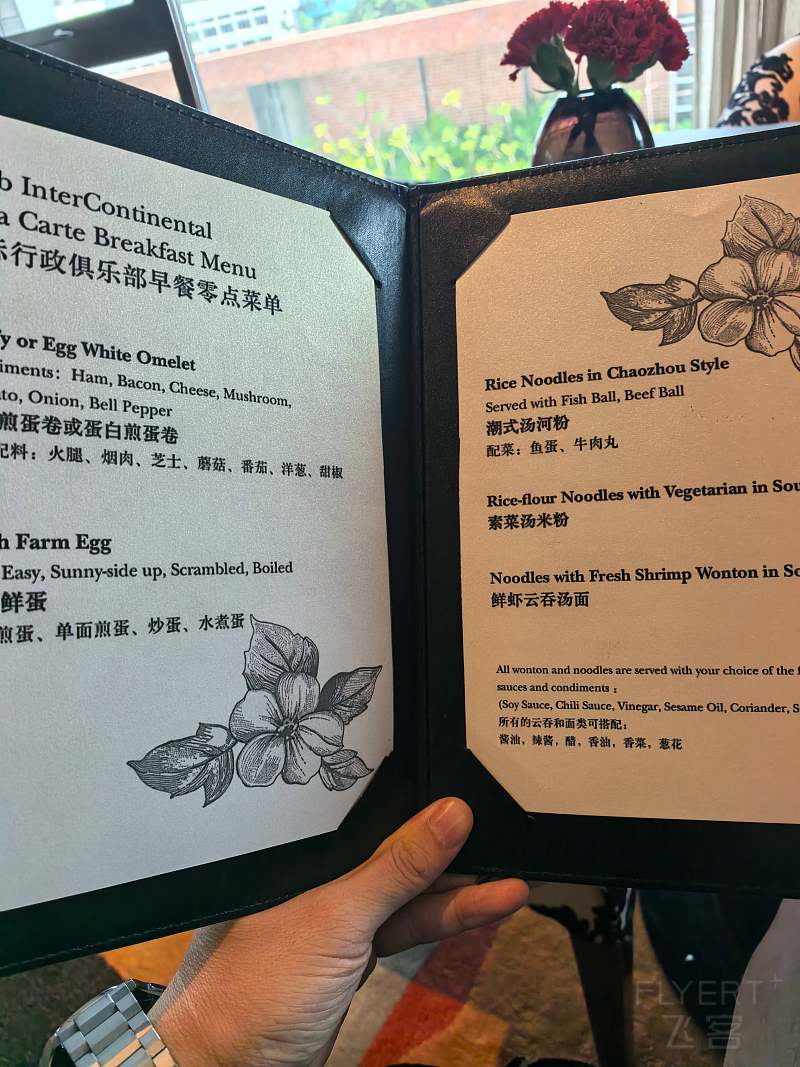 InterContinental
a Carte Breakfast Menu
行政俱乐部早餐零点菜单
or Egg White Omelet
Ham, Bacon, Cheese, Mushroom,
Onion, Bell Pepper
煎蛋卷或蛋白煎蛋卷
配料：火腿、烟肉、芝士、蘑菇、番茄、洋葱、甜椒
Farm Egg
Easy, Sunny-side up, Scrambled, Boiled
鲜蛋
煎蛋、单面煎蛋、炒蛋、水煮蛋
Rice Noodles in Chaozhou Style
Served with Fish Ball, Beef Ball
潮式汤河粉
配菜：鱼蛋、牛肉丸
Rice-flour Noodles with Vegetarian in
素菜汤米粉
Noodles with Fresh Shrimp Wonton in
鲜虾云吞汤面
All wonton and noodles are served with your choice of the
sauces and condiments :
(Soy Sauce, Chili Sauce, Vinegar, Sesame Oil, Coriander,
所有的云吞和面类可搭配：
酱油，辣酱，醋，香油，香菜，葱花
FLYERT+
飞客